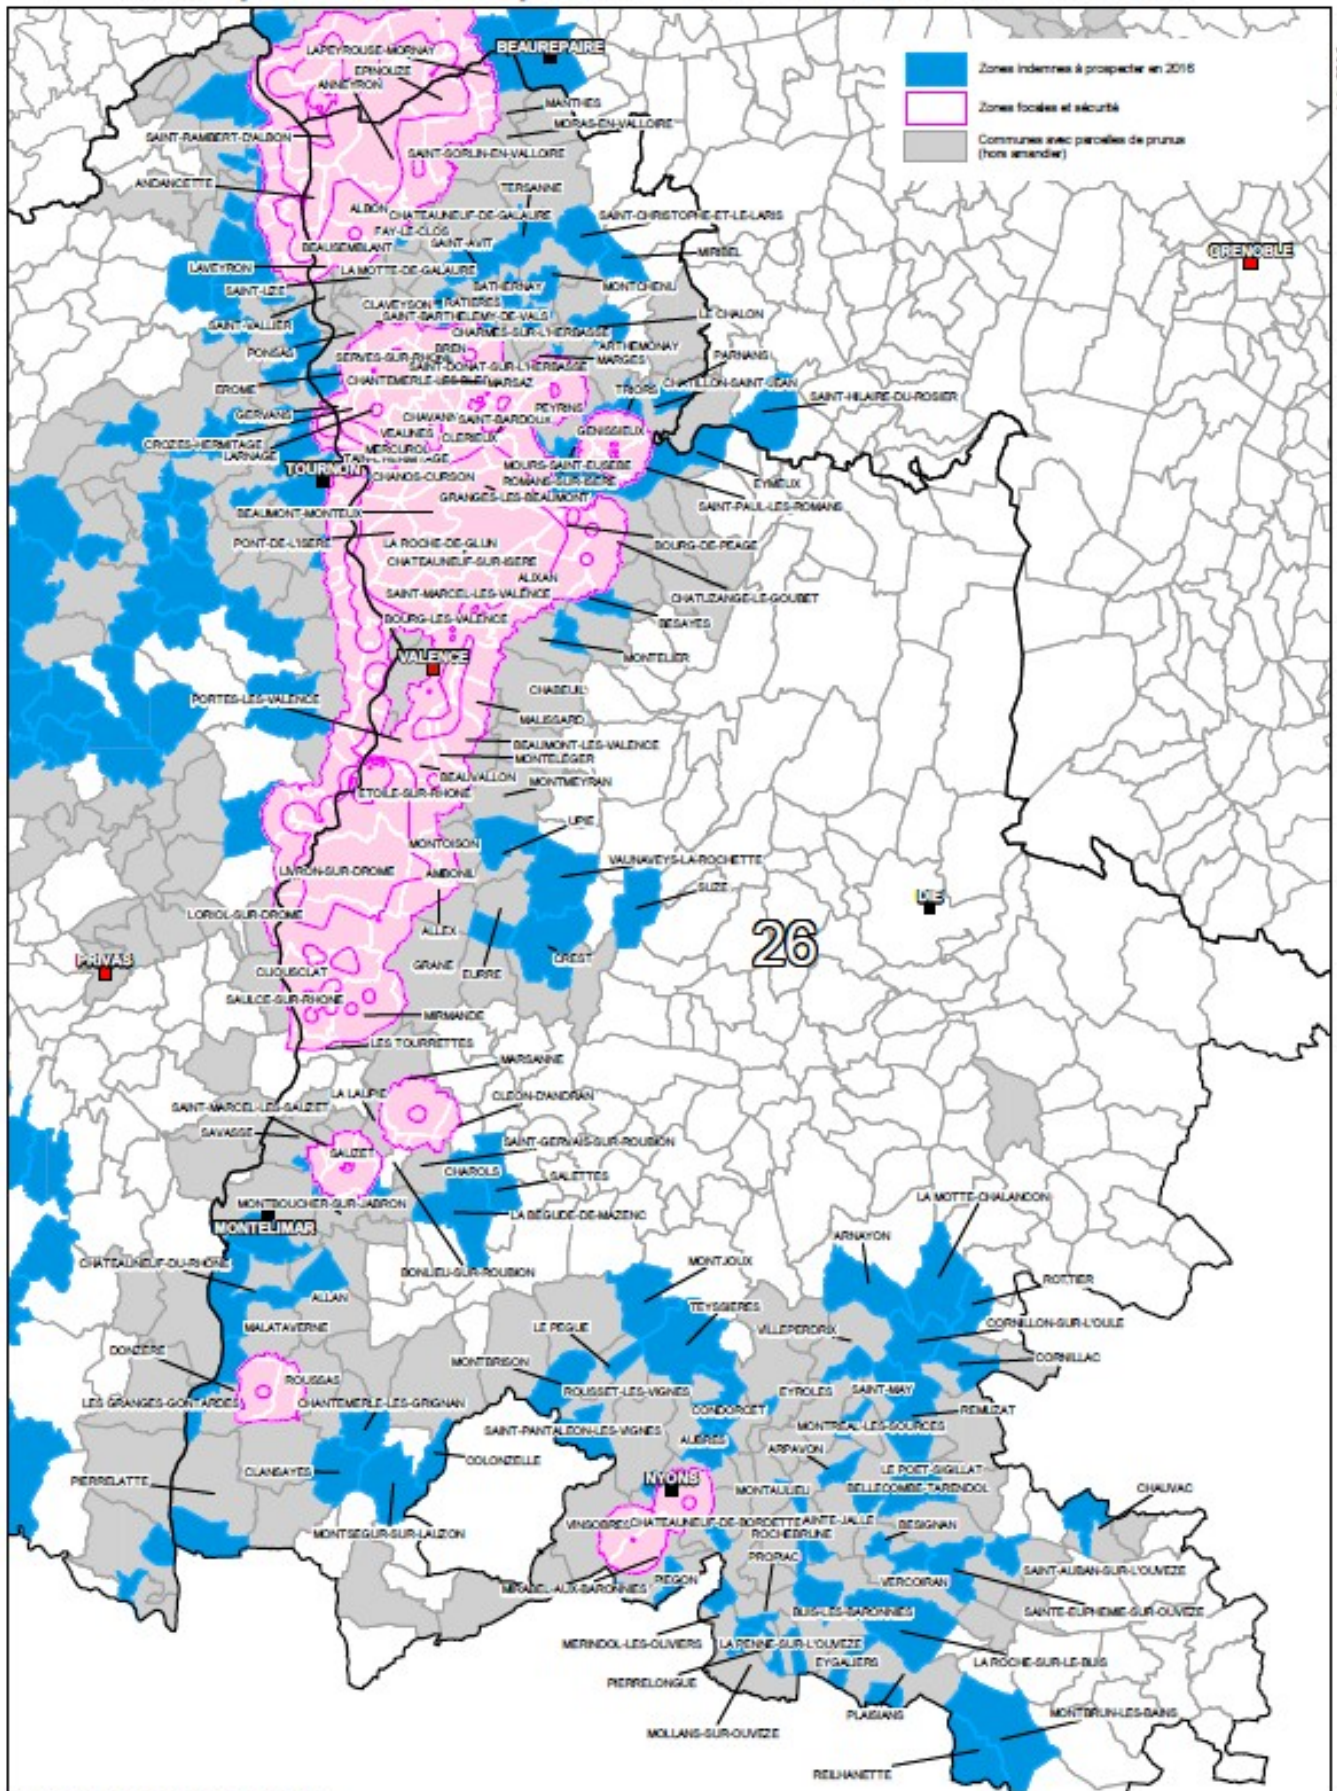 BEAUREPAIRE
Zones indemnes à prospecter en 2016
Zones focales et sécurité
Communes avec parcelles de prunus
(hors amandier)
LAPEYROUSE-MORNAY
EPINOUZE
ANNEYRON
MANTHES
MORAS-EN-VALLOIRE
SAINT-RAMBERT-D'ALBON
SAINT-SORLIN-EN-VALLOIRE
ANDANCETTE
TERSANNE
ALBON
CHATEAUNEUF-DE-GALAURE
SAINT-CHRISTOPHE-ET-LE-LARIS
FAY-LE-CLOS
SAINT-AVIT
BEAUSEMBLANT
MIRIBEL
GRENOBLE
LAVEYRON
LA MOTTE-DE-GALAURE
SAINT-UZE
BATHERNAY
MONTCHENU
CLAVEYSON
RATIERES
SAINT-BARTHELEMY-DE-VALS
LE CHALON
SAINT-VALLIER
CHARMES-SUR-L'HERBASSE
PONSAS
BREN
ARTHEMONAY
SERVES-SUR-RHON
MARGES
PARNANS
SAINT-DONAT-SUR-L'HERBASSE
EROME
CHANTEMERLE-LES-BLE
MARSAZ
TRIORS
CHATILLON-SAINT-JEAN
SAINT-HILAIRE-DU-ROSIER
GERVANS
CHAVANN
SAINT-BARDOUX
PEYRINS
VEAUNES
CLERIEUX
GENISSIEUX
CROZES-HERMITAGE
MERCUROL
LARNAGE
TAIN-L'HERMITAGE
MOURS-SAINT-EUSEBE
TOURNON
CHANOS-CURSON
ROMANS-SUR-ISERE
EYMEUX
GRANGES-LES-BEAUMONT
SAINT-PAUL-LES-ROMANS
BEAUMONT-MONTEUX
PONT-DE-L'ISERE
LA ROCHE-DE-GLUN
BOURG-DE-PEAGE
CHATEAUNEUF-SUR-ISERE
ALIXAN
SAINT-MARCEL-LES-VALENCE
CHATUZANGE-LE-GOUBET
BOURG-LES-VALENCE
BESAYES
VALENCE
MONTELIER
PORTES-LES-VALENCE
CHABEUIL
MALISSARD
BEAUMONT-LES-VALENCE
MONTELEGER
BEAUVALLON
MONTMEYRAN
ETOILE-SUR-RHONE
UPIE
MONTOISON
VAUNAVEYS-LA-ROCHETTE
LIVRON-SUR-DROME
AMBONIL
SUZE
DIE
LORIOL-SUR-DROME
ALLEX
26
PRIVAS
CLIOUSCLAT
GRANE
EURRE
CREST
SAULCE-SUR-RHONE
MIRMANDE
LES TOURRETTES
MARSANNE
LA LAUPIE
CLEON-D'ANDRAN
SAINT-MARCEL-LES-SAUZET
SAVASSE
SAINT-GERVAIS-SUR-ROUBION
SAUZET
CHAROLS
SALETTES
MONTBOUCHER-SUR-JABRON
LA BEGUDE-DE-MAZENC
LA MOTTE-CHALANCON
MONTELIMAR
ARNAYON
CHATEAUNEUF-DU-RHONE
BONLIEU-SUR-ROUBION
MONTJOUX
ROTTIER
ALLAN
TEYSSIERES
MALATAVERNE
LE PEGUE
VILLEPERDRIX
CORNILLON-SUR-L'OULE
DONZERE
MONTBRISON
CORNILLAC
ROUSSAS
ROUSSET-LES-VIGNES
EYROLES
SAINT-MAY
LES GRANGES-GONTARDES
CHANTEMERLE-LES-GRIGNAN
CONDORCET
REMUZAT
SAINT-PANTALEON-LES-VIGNES
MONTREAL-LES-SOURCES
AUBRES
ARPAVON
COLONZELLE
CLANSAYES
LE POET-SIGILLAT
PIERRELATTE
NYONS
MONTAULIEU
BELLECOMBE-TARENDOL
CHAUVAC
MONTSEGUR-SUR-LAUZON
VINSOBRES
CHATEAUNEUF-DE-BORDETTE
AINTE-JALLE
BESIGNAN
ROCHEBRUNE
PROPIAC
SAINT-AUBAN-SUR-L'OUVEZE
PIEGON
VERCOIRAN
MIRABEL-AUX-BARONNIES
BUIS-LES-BARONNIES
SAINTE-EUPHEMIE-SUR-OUVEZE
MERINDOL-LES-OLIVIERS
LA PENNE-SUR-L'OUVEZE
EYGALIERS
LA ROCHE-SUR-LE-BUIS
PIERRELONGUE
PLAISIANS
MONTBRUN-LES-BAINS
MOLLANS-SUR-OUVEZE
REILHANETTE